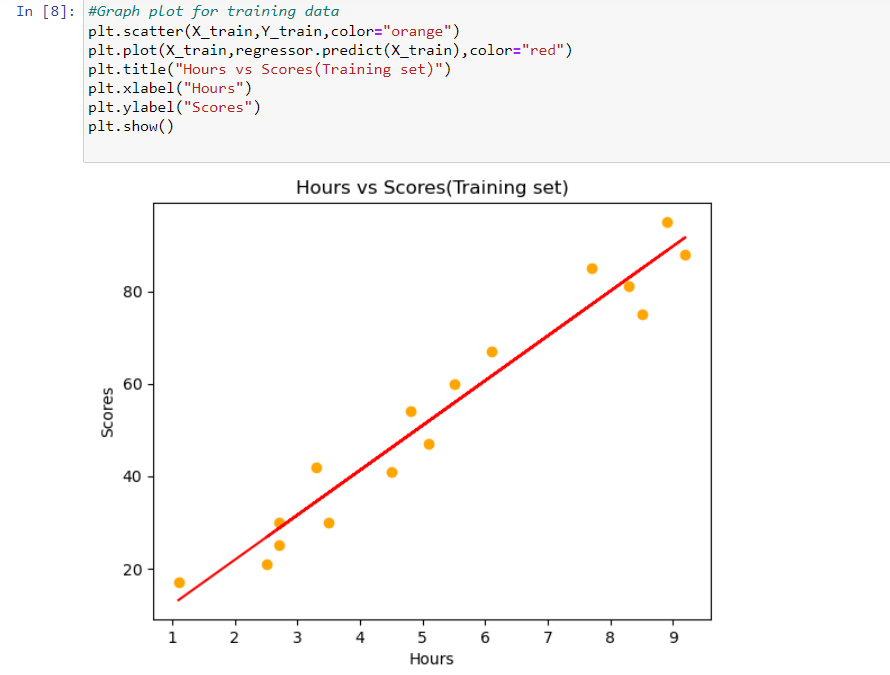 In [8]: #Graph plot for training data
plt.scatter(X_train,Y_train,color="orange")
plt.plot(X_train,regressor.predict(X_train),color="red")
plt.title("Hours vs Scores(Training set)")
plt.xlabel("Hours")
plt.ylabel("Scores")
plt.show()
Hours vs Scores(Training set)
Scores
80
60
40
20
1 2 3 4 5 6 7 8 9
Hours